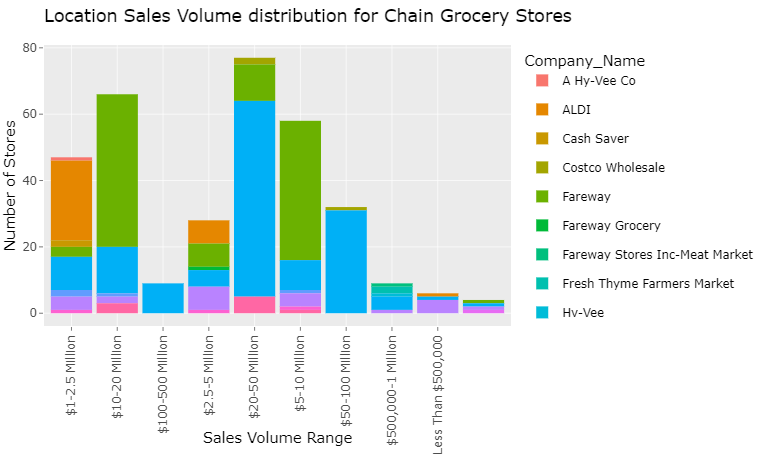 Location Sales Volume distribution for Chain Grocery Stores
Number of Stores
80
60
40
20
0
$1-2.5 Million
$10-20 Million
$100-500 Million
$2.5-5 Million
$20-50 Million
$5-10 Million
$50-100 Million
$500,000-1 Million
Less Than $500,000
Sales Volume Range
Company_Name
A Hy-Vee Co
ALDI
Cash Saver
Costco Wholesale
Fareway
Fareway Grocery
Fareway Stores Inc-Meat Market
Fresh Thyme Farmers Market
Hv-Vee